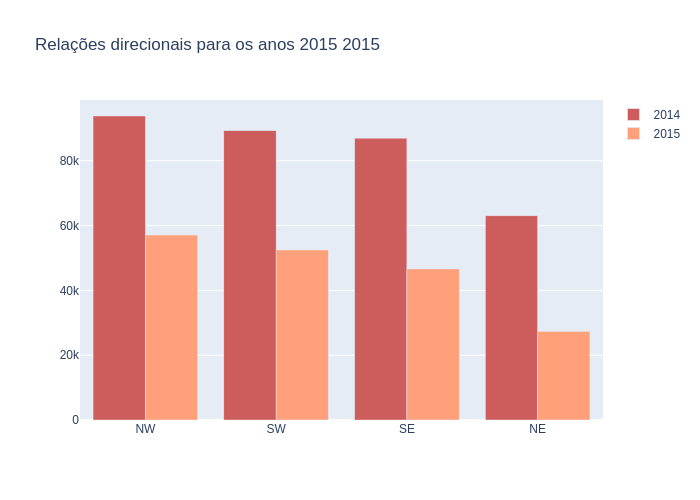 Relações direcionais para os anos 2015 2015
2014
2015
80k
60k
40k
20k
0
NW
SW
SE
NE